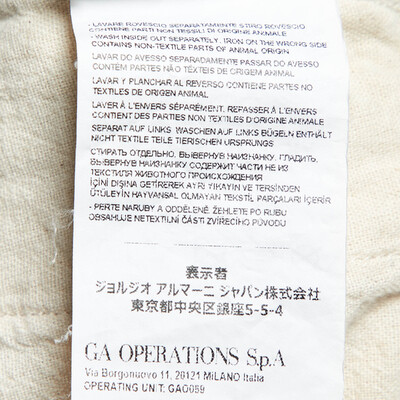 - LAVARE ROVESCIO SEPARATAMENTE STIRO ROVESCIO
CONTIENE PARTI NON TESSILI DI ORIGINE ANIMALE
- WASH INSIDE OUT SEPARATELY. IRON ON THE WRONG SIDE
CONTAINS NON-TEXTILE PARTS OF ANIMAL ORIGIN
LAVAR DO AVESSO SEPARADAMENTE PASSAR DO AVESSO
CONTEM PARTES NÃO TÊXTEIS DE ORIGEM ANIMAL
LAVAR Y PLANCHAR AL REVERSO CONTIENE PARTES NO
TEXTILES DE ORIGEN ANIMAL
LAVER À L'ENVERS SÉPARÉMENT. REPASSER À L'ENVERS
CONTIENT DES PARTIES NON TEXTILES D'ORIGINE ANIMALE
SEPARAT AUF LINKS WASCHEN AUF LINKS BÜGELN ENTHÄLT
NICHT TEXTILE TEILE TIERISCHEN URSPRUNGS
СТИРАТЬ ОТДЕЛЬНО, ВЫВЕРНУВ НАИЗНАНКУ. ГЛАДИТЬ,
ВЫВЕРНУВ НАИЗНАНКУ СОДЕРЖИТ ЧАСТИ НЕ ИЗ
ТЕКСТИЛЯ ЖИВОТНОГО ПРОИСХОЖДЕНИЯ
İÇİNİ DIŞINA GETİREREK AYRI YIKAYIN VE TERSİNDEN
ÜTÜLEYİN HAYVANSAL OLMAYAN TEKSTIL PARÇALARI İÇERİR
- PERTE NARUBY A ODDĚLENĚ. ŽEHLETE PO RUBU
OBSAHUJE NETEXTILNÍ ČÁSTI ZVÍŘECÍHO PŮVODU
表示者
ジョルジオ アルマーニ ジャパン株式会社
東京都中央区銀座5-5-4
GA OPERATIONS S.p.A
Via Borgonuovo 11, 20121 MILANO Italia
OPERATING UNIT: GAO059